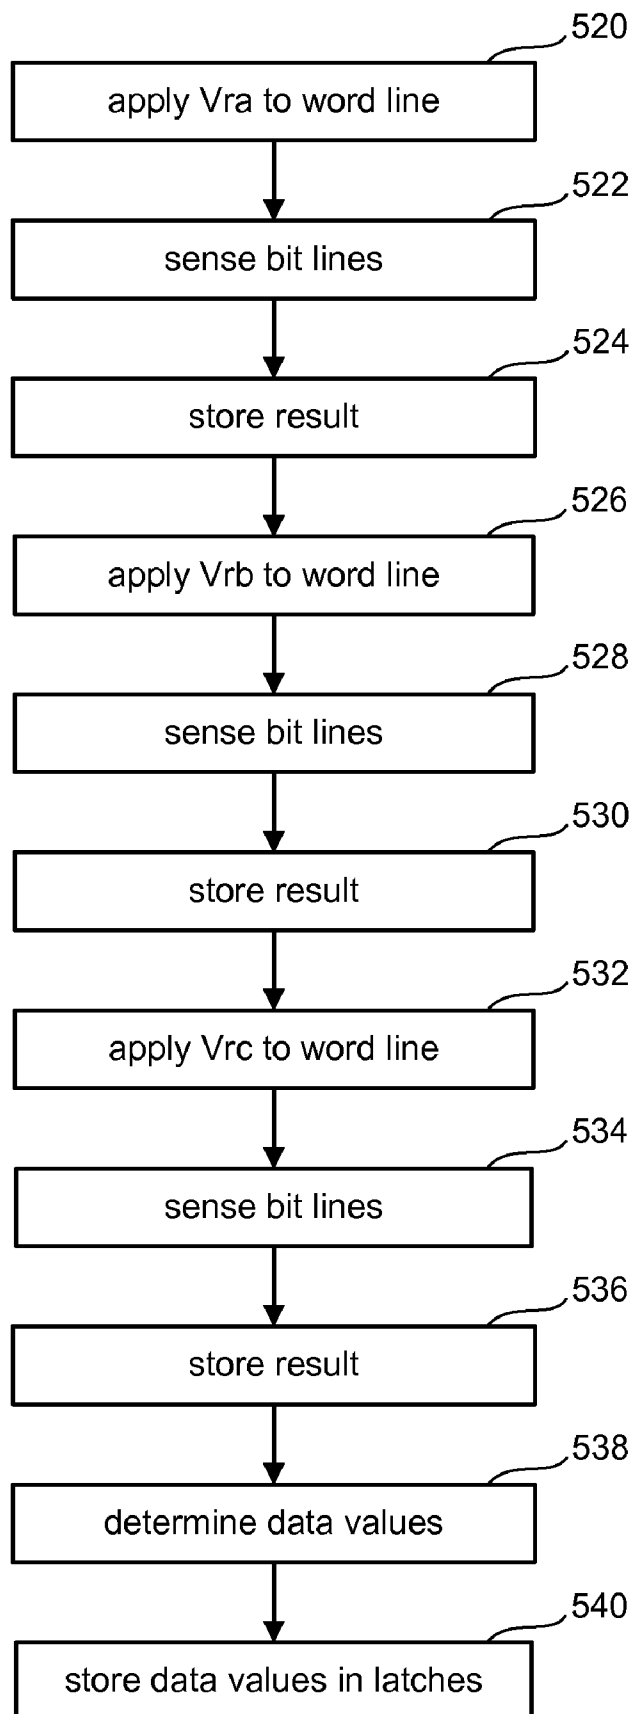 520
apply Vra to word line
522
sense bit lines
524
store result
526
apply Vrb to word line
528
sense bit lines
530
store result
532
apply Vrc to word line
534
sense bit lines
536
store result
538
determine data values
540
store data values in latches